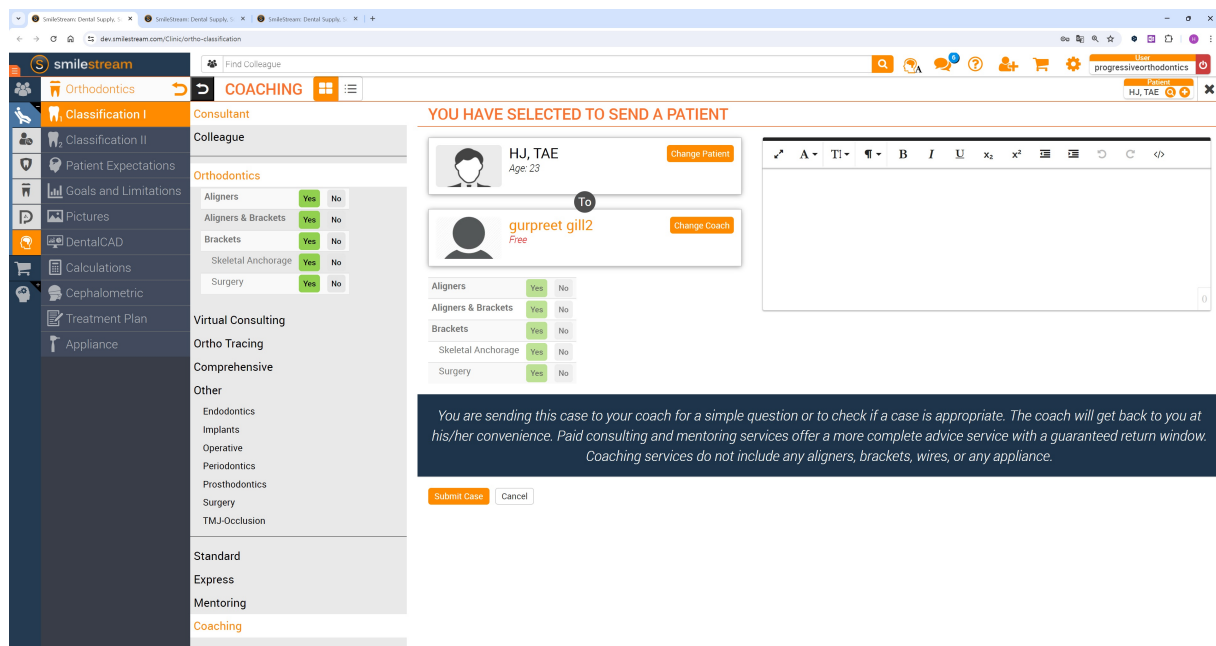 SmileStream: Dental Supply, S
SmileStream: Dental Supply, S
SmileStream: Dental Supply, S
dev.smilestream.com/Clinic/ortho-classification
smilestream
Find Colleague
6
User
progressiveorthodontics
Orthodontics
COACHING
Patient
HJ, TAE
Classification I
Classification II
Patient Expectations
Goals and Limitations
Pictures
DentalCAD
Calculations
Cephalometric
Treatment Plan
Appliance
Consultant
Colleague
Orthodontics
Aligners Yes No
Aligners & Brackets Yes No
Brackets Yes No
Skeletal Anchorage Yes No
Surgery Yes No
Virtual Consulting
Ortho Tracing
Comprehensive
Other
Endodontics
Implants
Operative
Periodontics
Prosthodontics
Surgery
TMJ-Occlusion
Standard
Express
Mentoring
Coaching
YOU HAVE SELECTED TO SEND A PATIENT
HJ, TAE
Age: 23
Change Patient
To
gurpreet gill2
Free
Change Coach
Aligners Yes No
Aligners & Brackets Yes No
Brackets Yes No
Skeletal Anchorage Yes No
Surgery Yes No
0
You are sending this case to your coach for a simple question or to check if a case is appropriate. The coach will get back to you at
his/her convenience. Paid consulting and mentoring services offer a more complete advice service with a guaranteed return window.
Coaching services do not include any aligners, brackets, wires, or any appliance.
Submit Case Cancel